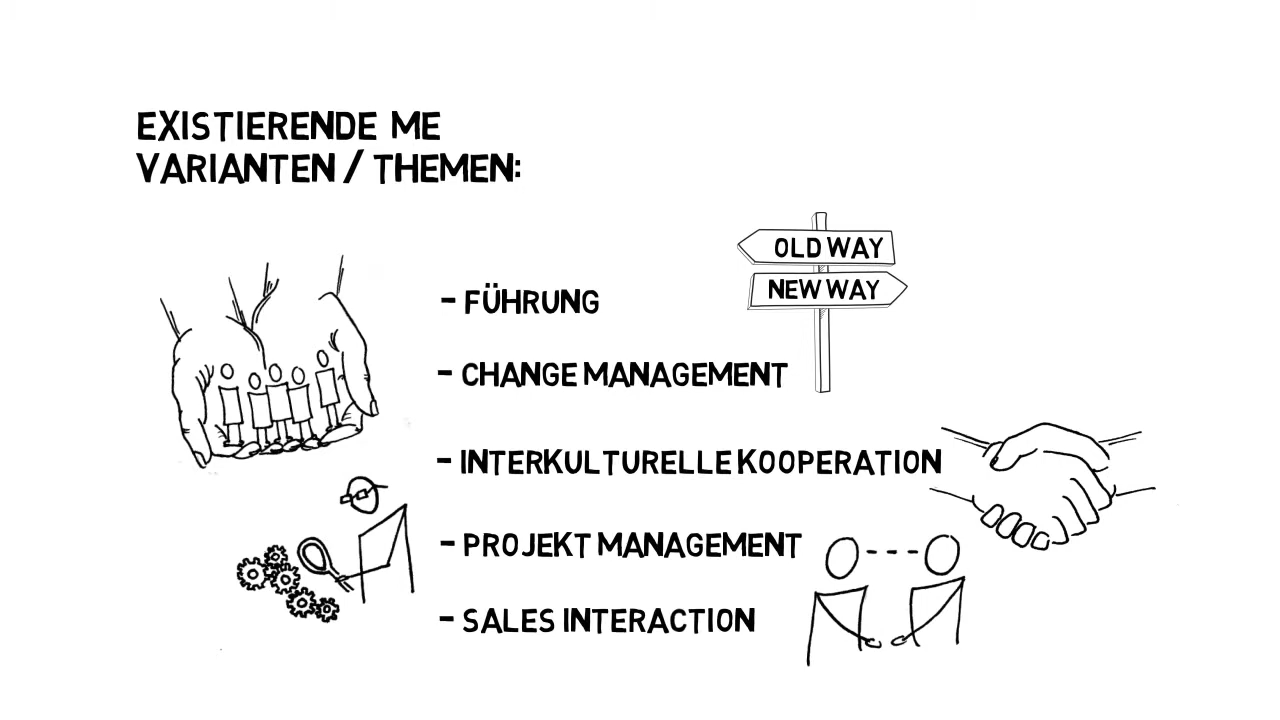 EXISTIERENDE ME
VARIANTEN / THEMEN:
OLD WAY
NEW WAY
- FÜHRUNG
- CHANGE MANAGEMENT
- INTERKULTURELLE KOOPERATION
- PROJEKT MANAGEMENT
- SALES INTERACTION